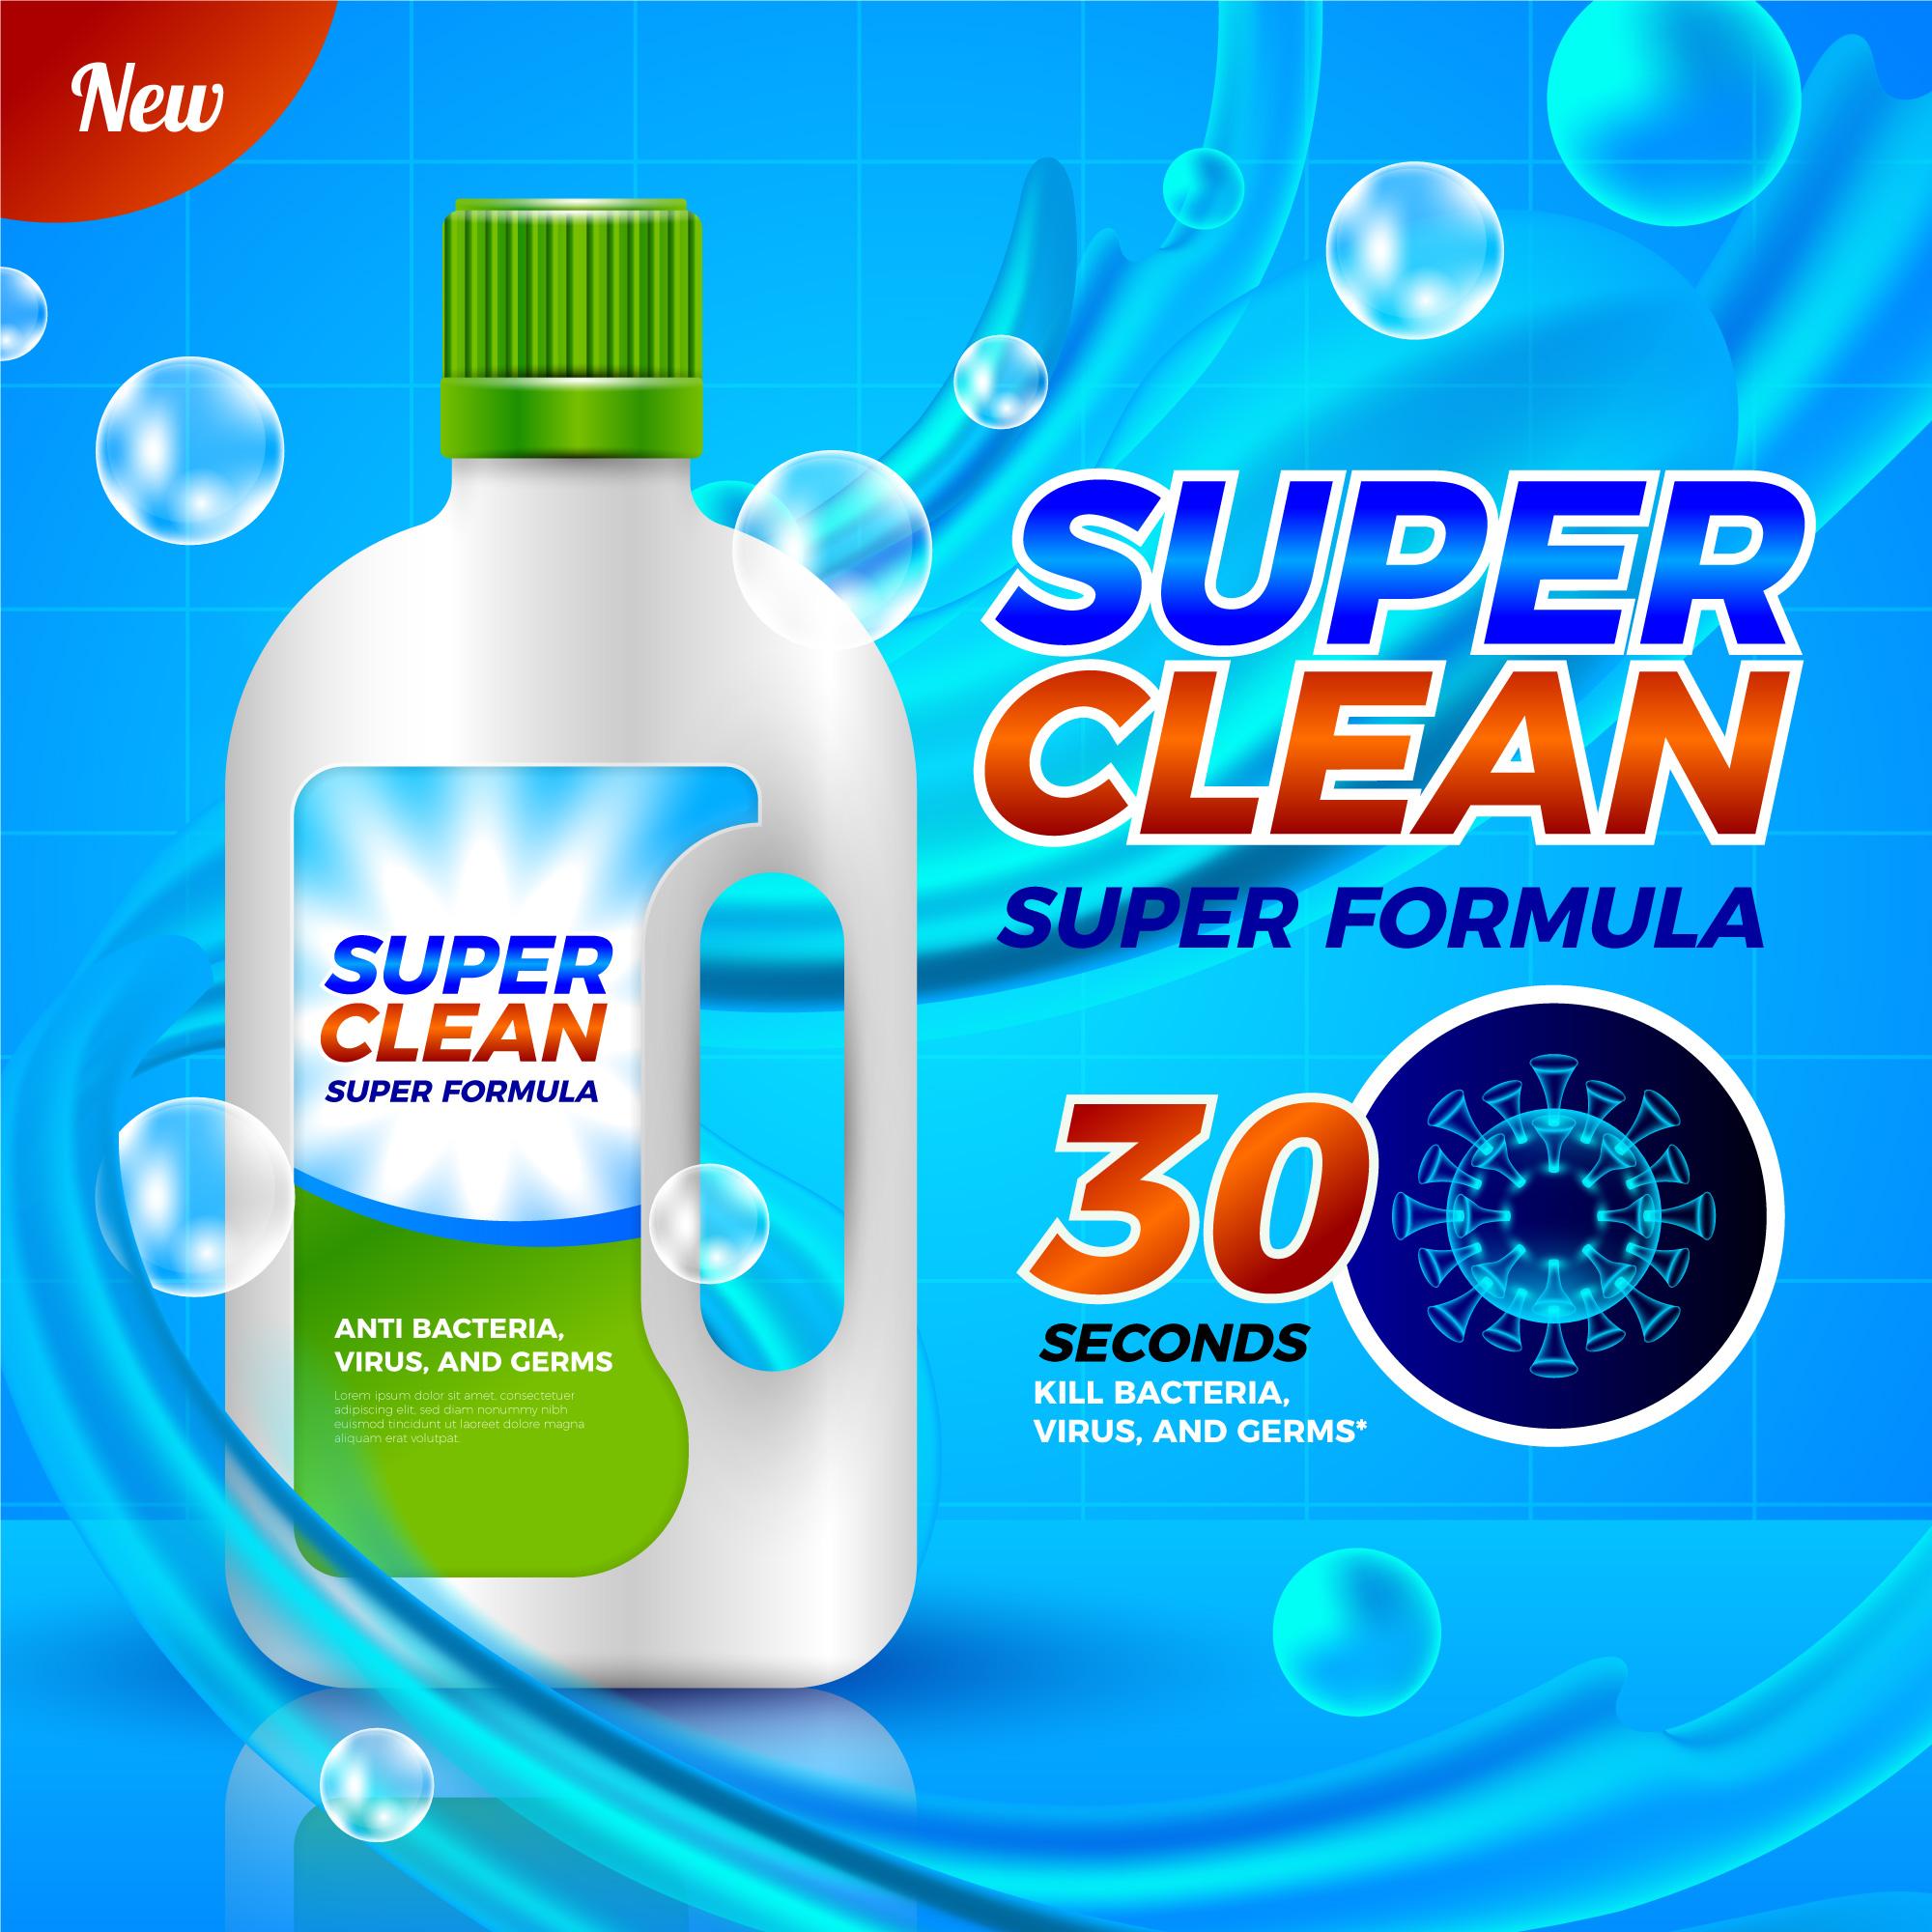 New
SUPER
CLEAN
SUPER FORMULA
30
SECONDS
KILL BACTERIA,
VIRUS, AND GERMS*
SUPER
CLEAN
SUPER FORMULA
ANTI BACTERIA,
VIRUS, AND GERMS
Lorem ipsum dolor sit amet, consectetuer
adipiscing elit, sed diam nonummy nibh
euismod tincidunt ut laoreet dolore magna
aliquam erat volutpat.